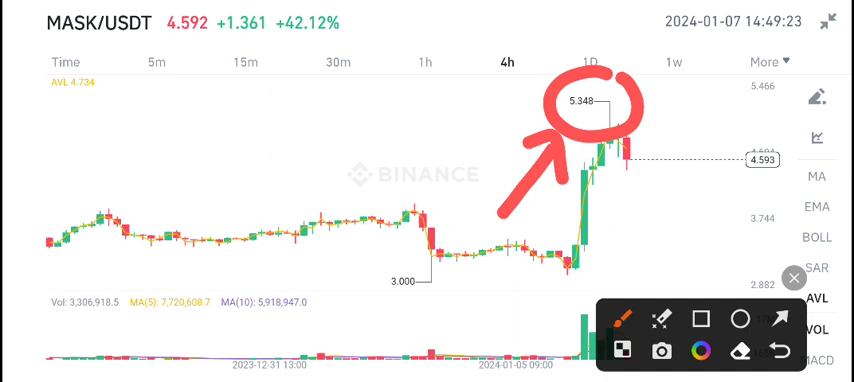 MASK/USDT 4.592 +1.361 +42.12% 2024-01-07 14:49:23
Time 5m 15m 30m 1h 4h 1D 1w More
AVL 4.734
5.466
5.348
4.593
BINANCE
MA
EMA
3.744
BOLL
SAR
3.000
2.882
AVL
Vol: 3,306,918.5 MA(5): 7,720,608.7 MA(10): 5,918,947.0
VOL
MACD
2023-12-31 13:00 2024-01-05 09:00